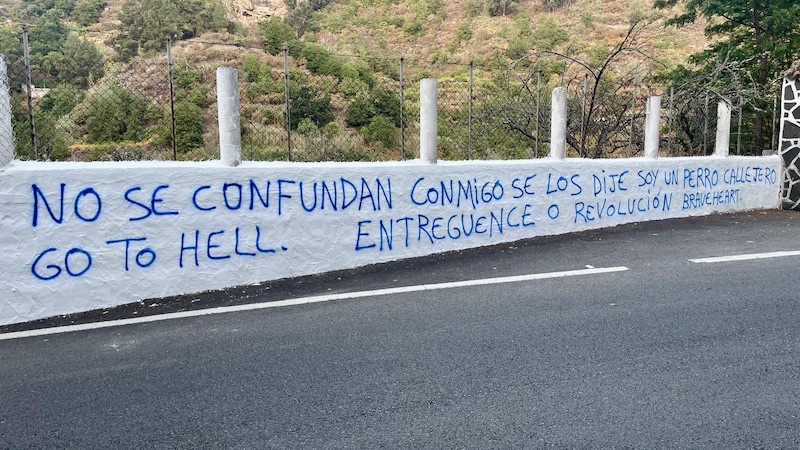 NO SE CONFUNDAN CONMIGO SE LOS DIJE SOY UN PERRO CALLEJERO
GO TO HELL. ENTREGUENCE O REVOLUCIÓN BRAVEHEART.